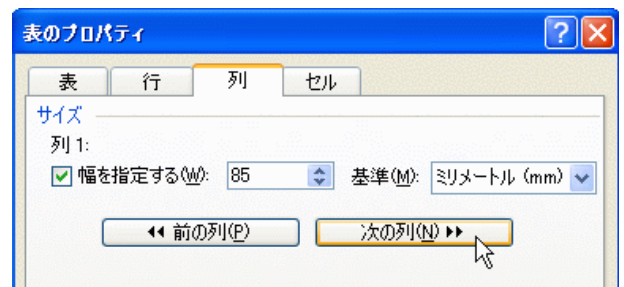 表のプロパティ
表 行 列 セル
サイズ
列 1:
幅を指定する(W): 85 基準(M): ミリメートル (mm)
前の列(P) 次の列(N)